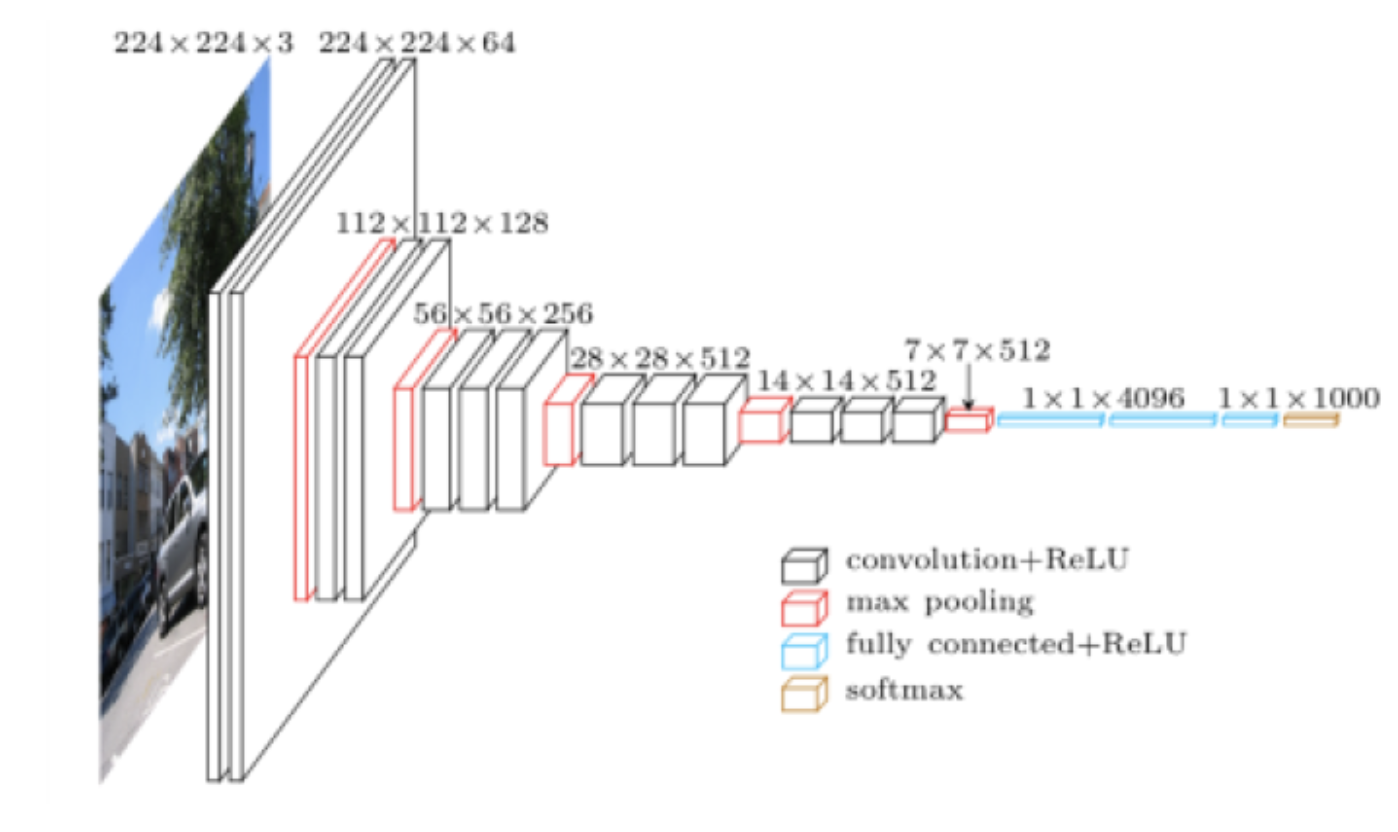 224×224×3
224×224×64
112×112×128
56×56×256
28×28×512
14×14×512
7×7×512
1×1×4096
1×1×1000
convolution+ReLU
max pooling
fully connected+ReLU
softmax